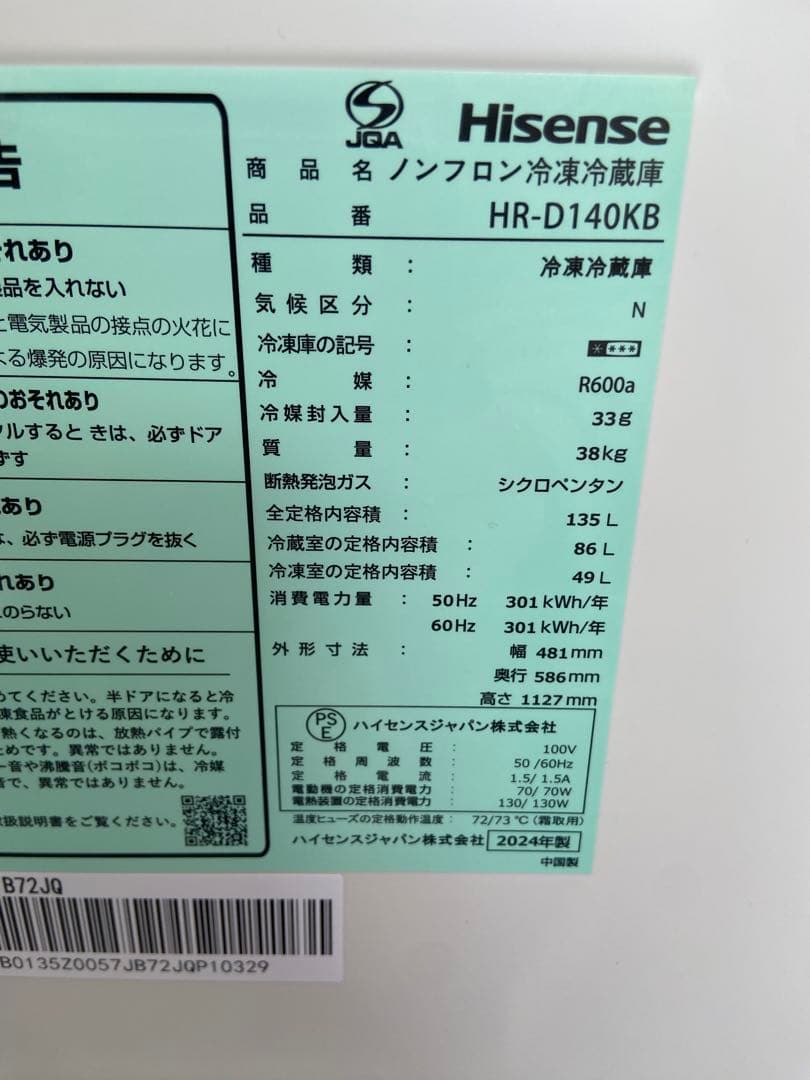 告
それあり
製品を入れない
と電気製品の接点の火花に
よる爆発の原因になります。
のおそれあり
ソルするときは、必ずドア
ずす
あり
は、必ず電源プラグを抜く
れあり
のらない
使いいただくために
めてください。半ドアになると冷
凍食品がとける原因になります。
熱くなるのは、放熱パイプで露付
ためです。異常ではありません。
ー音や沸騰音(ポコポコ)は、冷媒
音で、異常ではありません。
取扱説明書をご覧ください。
JQA
Hisense
商品名 ノンフロン冷凍冷蔵庫
品番 HR-D140KB
種類 : 冷凍冷蔵庫
気候区分 : N
冷凍庫の記号 : * ***
冷媒 : R600a
冷媒封入量 : 33g
質量 : 38kg
断熱発泡ガス : シクロペンタン
全定格内容積 : 135 L
冷蔵室の定格内容積 : 86 L
冷凍室の定格内容積 : 49 L
消費電力量 : 50Hz 301 kWh/年
60Hz 301 kWh/年
外形寸法 : 幅 481mm
奥行 586mm
高さ 1127mm
PS
E
ハイセンスジャパン株式会社
定格電圧 : 100V
定格周波数 : 50/60Hz
定格電流 : 1.5/1.5A
電動機の定格消費電力 : 70/70W
電熱装置の定格消費電力 : 130/130W
温度ヒューズの定格動作温度 : 72/73℃(霜取用)
ハイセンスジャパン株式会社 2024年製
中国製
B72JQ
B0135Z0057JB72JQP10329